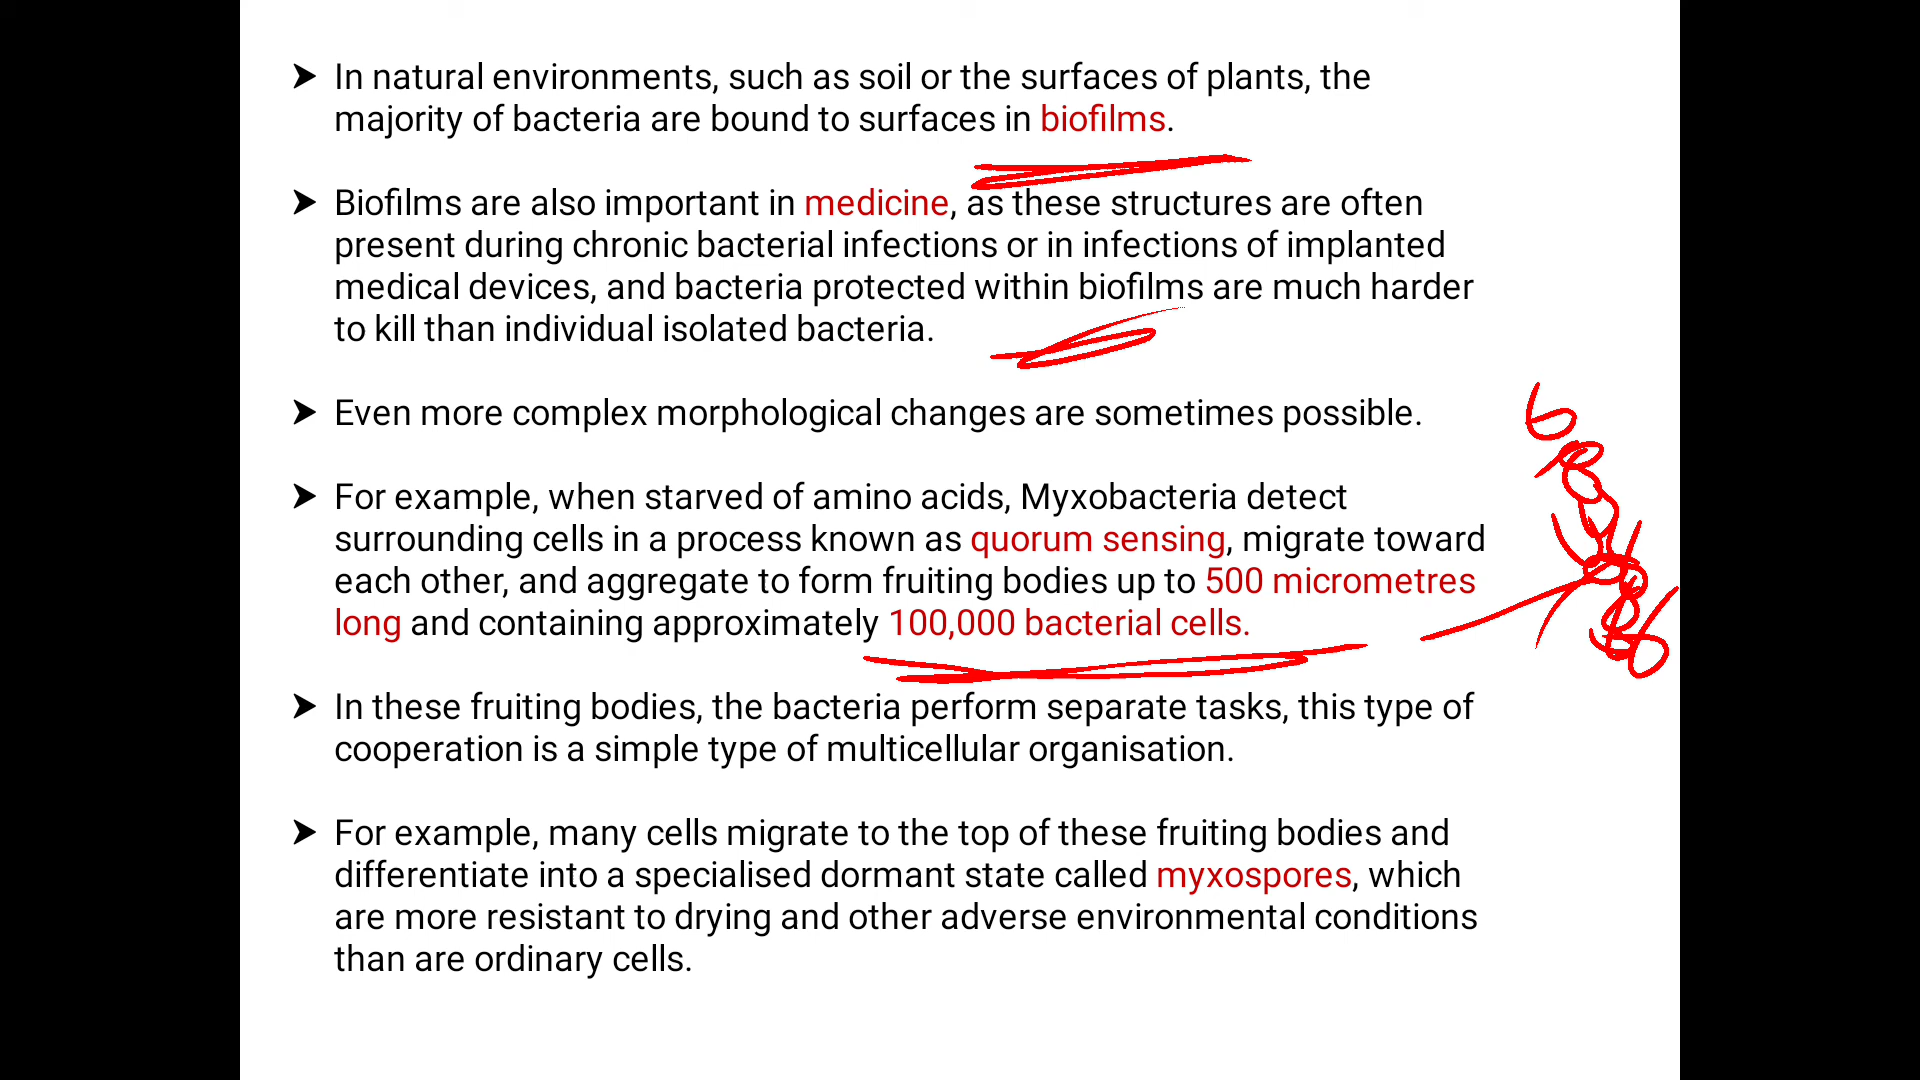 ➤ In natural environments, such as soil or the surfaces of plants, the
majority of bacteria are bound to surfaces in biofilms.
➤ Biofilms are also important in medicine, as these structures are often
present during chronic bacterial infections or in infections of implanted
medical devices, and bacteria protected within biofilms are much harder
to kill than individual isolated bacteria.
➤ Even more complex morphological changes are sometimes possible.
➤ For example, when starved of amino acids, Myxobacteria detect
surrounding cells in a process known as quorum sensing, migrate toward
each other, and aggregate to form fruiting bodies up to 500 micrometres
long and containing approximately 100,000 bacterial cells.
➤ In these fruiting bodies, the bacteria perform separate tasks, this type of
cooperation is a simple type of multicellular organisation.
➤ For example, many cells migrate to the top of these fruiting bodies and
differentiate into a specialised dormant state called myxospores, which
are more resistant to drying and other adverse environmental conditions
than are ordinary cells.